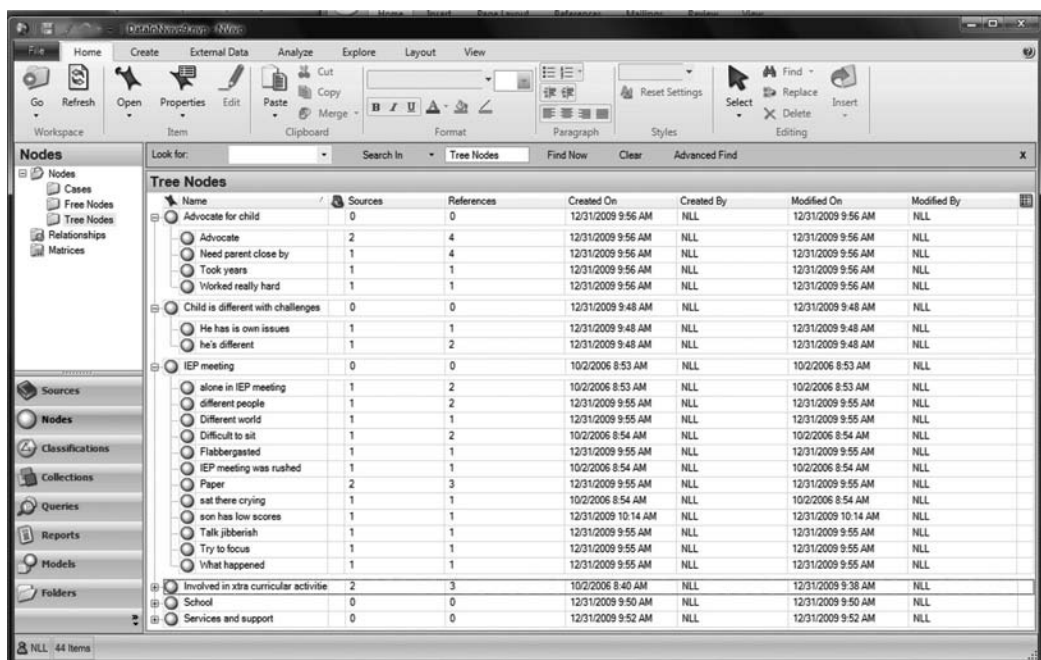 DataInNvivo9.nvp - NVivo
File Home Create External Data Analyze Explore Layout View
Go Refresh Open Properties Edit Paste Cut Copy Merge B I U A Reset Settings Select Find Replace Delete Insert
Workspace Item Clipboard Format Paragraph Styles Editing
Nodes
Nodes
Cases
Free Nodes
Tree Nodes
Relationships
Matrices
Sources
Nodes
Classifications
Collections
Queries
Reports
Models
Folders
Look for: Search In Tree Nodes Find Now Clear Advanced Find X
Tree Nodes
Name Sources References Created On Created By Modified On Modified By
Advocate for child 0 0 12/31/2009 9:56 AM NLL 12/31/2009 9:56 AM NLL
Advocate 2 4 12/31/2009 9:56 AM NLL 12/31/2009 9:56 AM NLL
Need parent close by 1 4 12/31/2009 9:56 AM NLL 12/31/2009 9:56 AM NLL
Took years 1 1 12/31/2009 9:56 AM NLL 12/31/2009 9:56 AM NLL
Worked really hard 1 1 12/31/2009 9:56 AM NLL 12/31/2009 9:56 AM NLL
Child is different with challenges 0 0 12/31/2009 9:48 AM NLL 12/31/2009 9:48 AM NLL
He has is own issues 1 1 12/31/2009 9:48 AM NLL 12/31/2009 9:48 AM NLL
he's different 1 2 12/31/2009 9:48 AM NLL 12/31/2009 9:48 AM NLL
IEP meeting 0 0 10/2/2006 8:53 AM NLL 10/2/2006 8:53 AM NLL
alone in IEP meeting 1 2 10/2/2006 8:53 AM NLL 10/2/2006 8:53 AM NLL
different people 1 2 12/31/2009 9:55 AM NLL 12/31/2009 9:55 AM NLL
Different world 1 1 12/31/2009 9:55 AM NLL 12/31/2009 9:55 AM NLL
Difficult to sit 1 2 10/2/2006 8:54 AM NLL 10/2/2006 8:54 AM NLL
Flabbergasted 1 1 12/31/2009 9:55 AM NLL 12/31/2009 9:55 AM NLL
IEP meeting was rushed 1 1 10/2/2006 8:54 AM NLL 10/2/2006 8:54 AM NLL
Paper 2 3 12/31/2009 9:55 AM NLL 12/31/2009 9:55 AM NLL
sat there crying 1 1 10/2/2006 8:54 AM NLL 10/2/2006 8:54 AM NLL
son has low scores 1 1 12/31/2009 10:14 AM NLL 12/31/2009 10:14 AM NLL
Talk jibberish 1 1 12/31/2009 9:55 AM NLL 12/31/2009 9:55 AM NLL
Try to focus 1 1 12/31/2009 9:55 AM NLL 12/31/2009 9:55 AM NLL
What happened 1 1 12/31/2009 9:55 AM NLL 12/31/2009 9:55 AM NLL
Involved in xtra curricular activitie 2 3 10/2/2006 8:40 AM NLL 12/31/2009 9:38 AM NLL
School 0 0 12/31/2009 9:50 AM NLL 12/31/2009 9:50 AM NLL
Services and support 0 0 12/31/2009 9:52 AM NLL 12/31/2009 9:52 AM NLL
NLL 44 Items